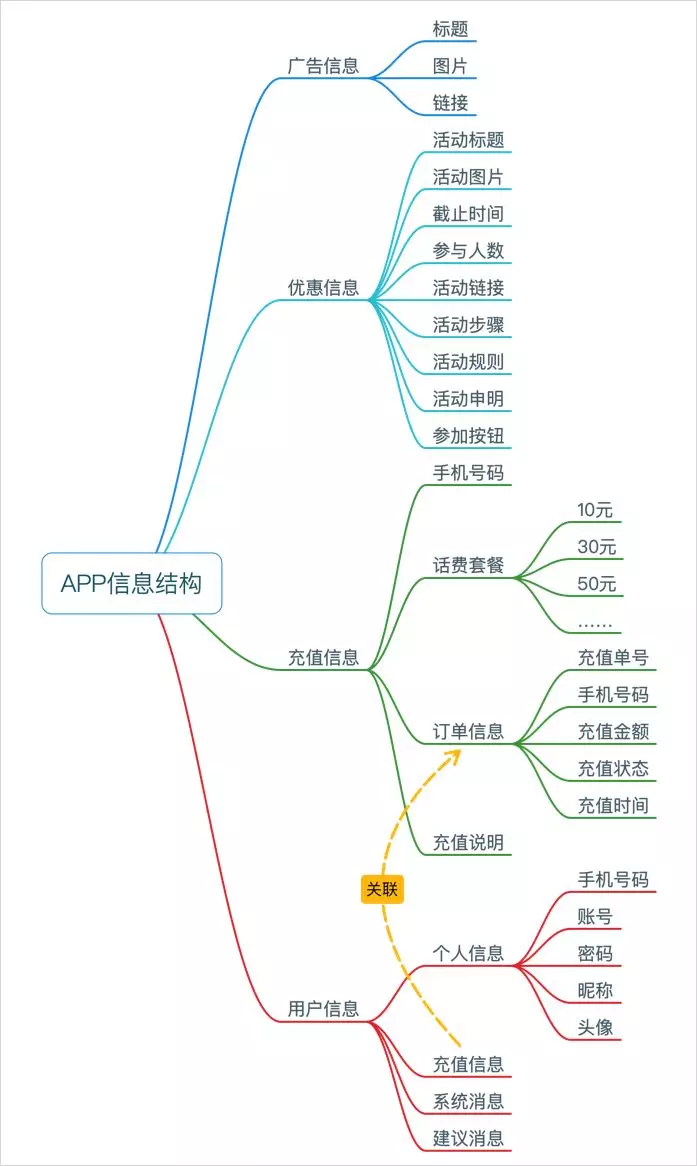 标题
广告信息
图片
链接
活动标题
活动图片
截止时间
参与人数
优惠信息
活动链接
活动步骤
活动规则
活动申明
参加按钮
手机号码
10元
30元
话费套餐
50元
……
APP信息结构
充值信息
充值单号
手机号码
订单信息
充值金额
充值状态
充值时间
充值说明
关联
手机号码
账号
个人信息
密码
昵称
用户信息
头像
充值信息
系统消息
建议消息